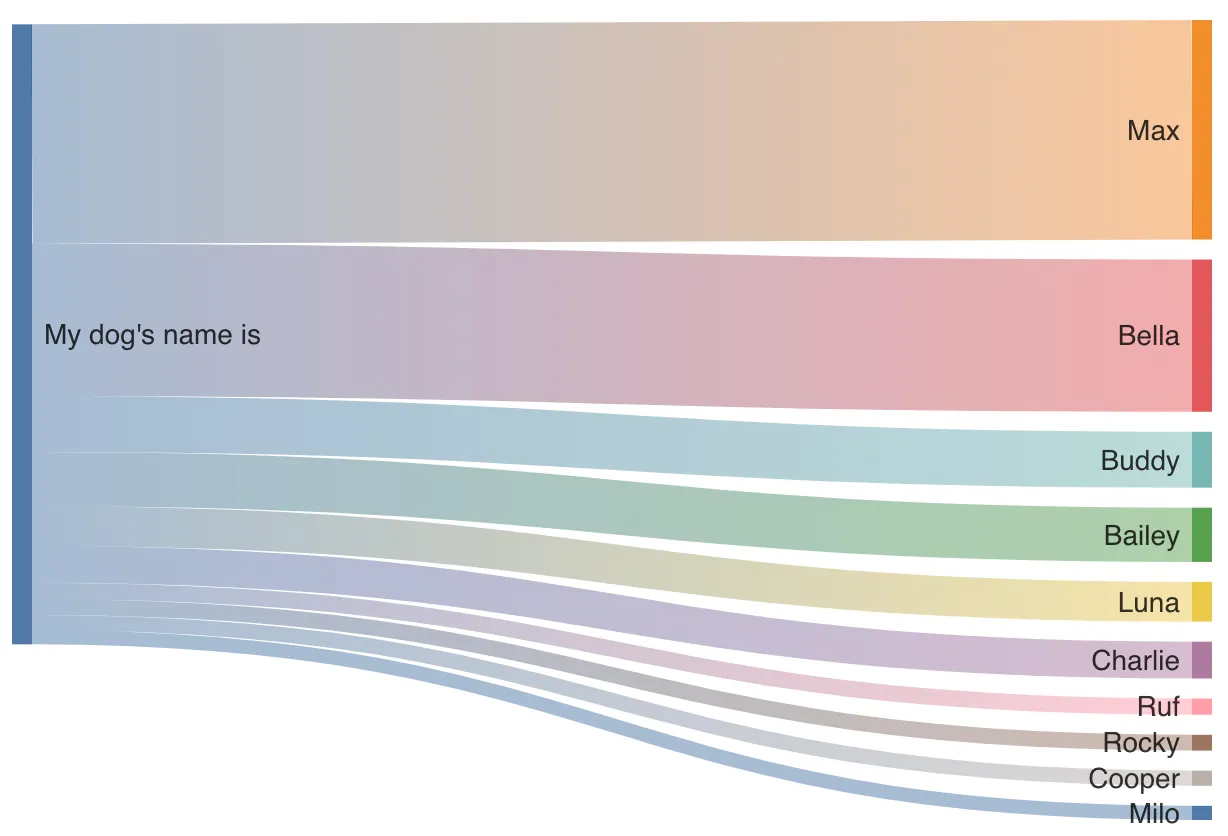 My dog's name is
Max
Bella
Buddy
Bailey
Luna
Charlie
Ruf
Rocky
Cooper
Milo